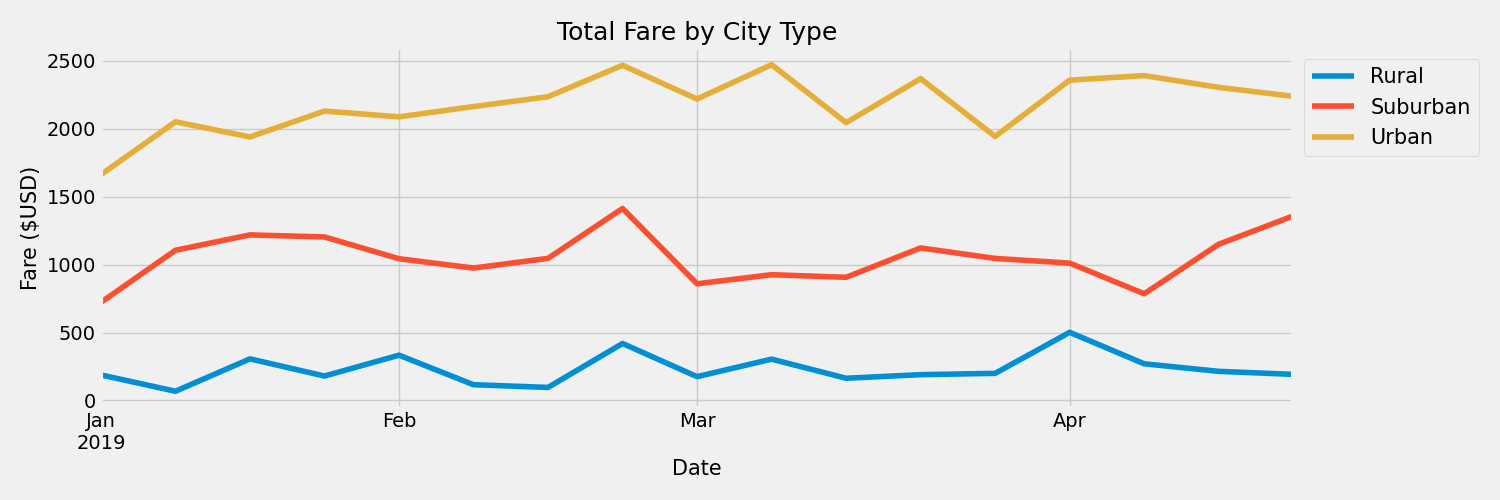 Total Fare by City Type
Fare ($USD)
2500
2000
1500
1000
500
0
Jan
2019
Feb
Mar
Apr
Date
Rural
Suburban
Urban